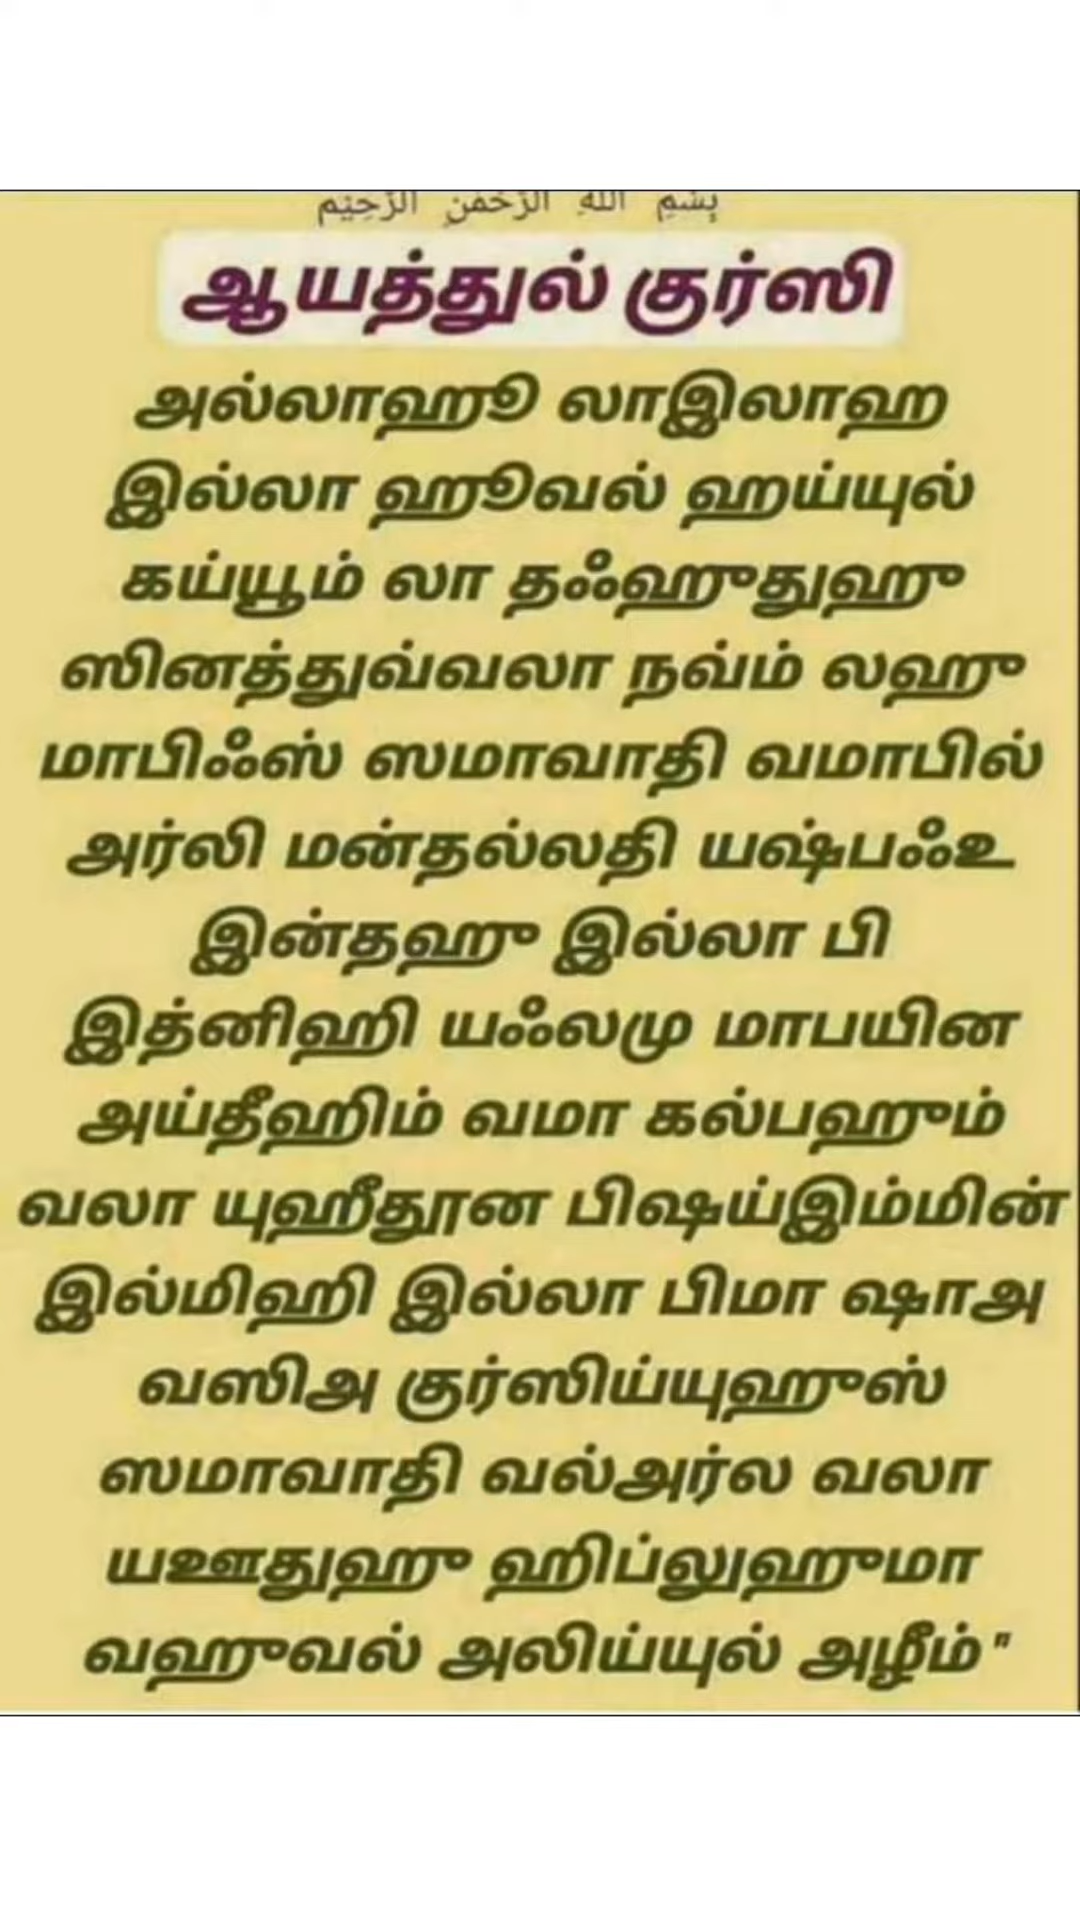 بِسْمِ اللهِ الرَّحْمٰنِ الرَّحِيْمِ
ஆயத்துல் குர்ஸி
அல்லாஹூ லாஇலாஹ
இல்லா ஹூவல் ஹய்யுல்
கய்யூம் லா தஃஹுதுஹு
ஸினத்துவ்வலா நவ்ம் லஹு
மாபிஃஸ் ஸமாவாதி வமாபில்
அர்லி மன்தல்லதி யஷ்பஃஉ
இன்தஹு இல்லா பி
இத்னிஹி யஃலமு மாபயின
அய்தீஹிம் வமா கல்பஹும்
வலா யுஹீதூன பிஷய்இம்மின்
இல்மிஹி இல்லா பிமா ஷாஅ
வஸிஅ குர்ஸிய்யுஹுஸ்
ஸமாவாதி வல்அர்ல வலா
யஊதுஹு ஹிப்லுஹுமா
வஹுவல் அலிய்யுல் அழீம்"